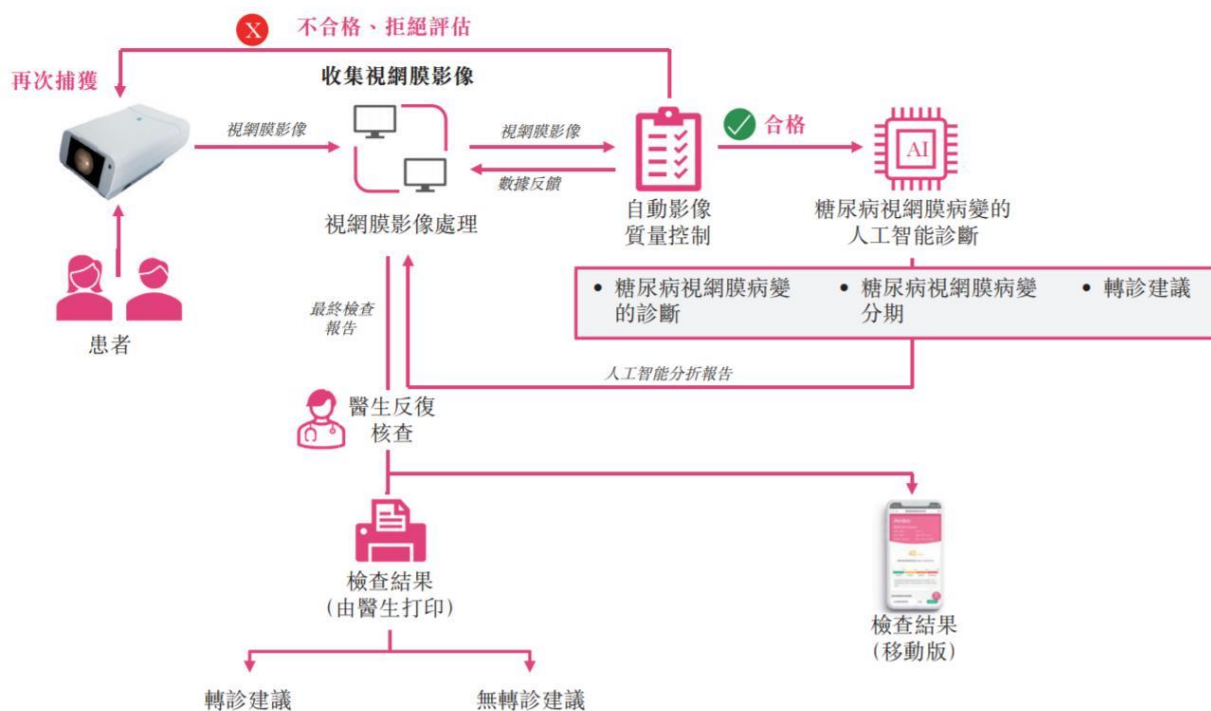 X
不合格、拒絕評估
再次捕獲
收集視網膜影像
視網膜影像
視網膜影像
數據反饋
合格
AI
視網膜影像處理
自動影像
質量控制
糖尿病視網膜病變的
人工智能診斷
患者
• 糖尿病視網膜病變
的診斷
• 糖尿病視網膜病變
分期
• 轉診建議
最終檢查
報告
人工智能分折報告
醫生反復
核查
檢查結果
(由醫生打印)
檢查結果
(移動版)
轉診建議
無轉診建議